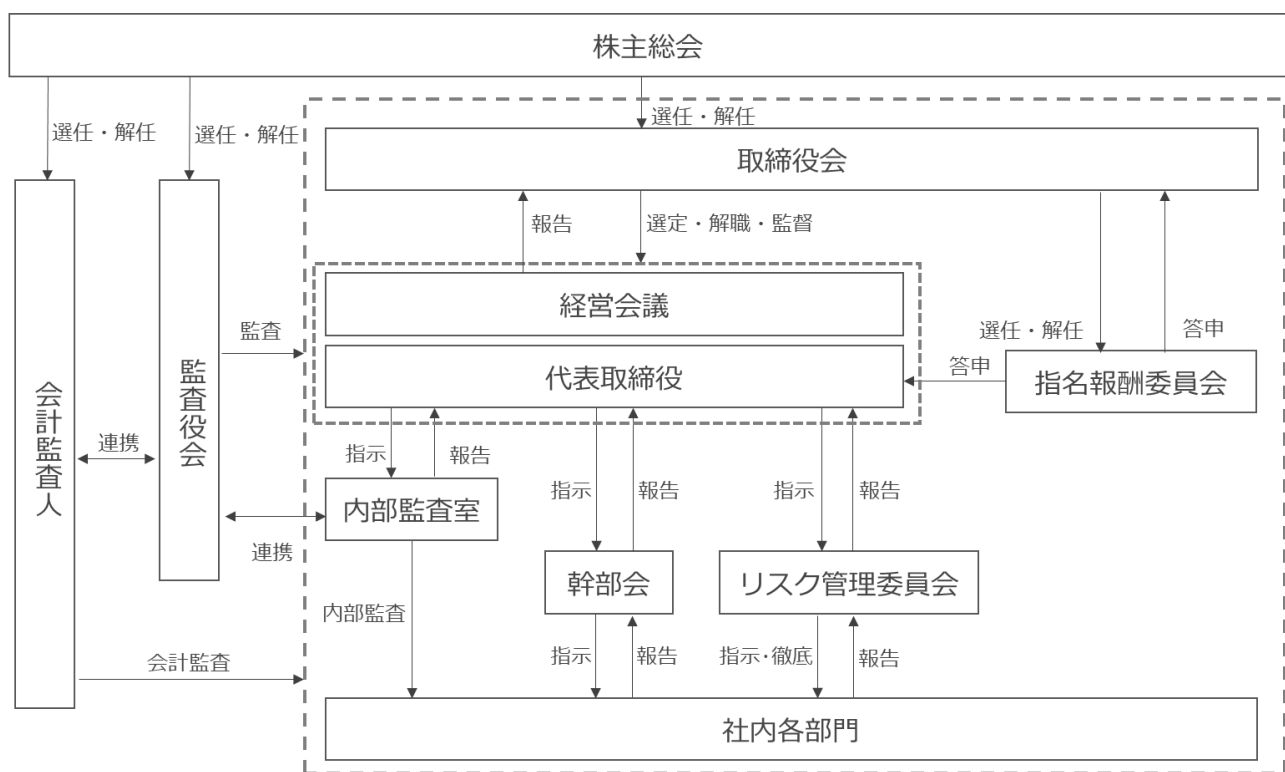 株主総会
選任・解任
選任・解任
選任・解任
取締役会
報告
選定・解職・監督
経営会議
代表取締役
監査
選任・解任
答申
答申
指名報酬委員会
会計監査人
監査役会
連携
指示
報告
内部監査室
連携
指示
報告
指示
報告
幹部会
リスク管理委員会
内部監査
会計監査
指示
報告
指示・徹底
報告
社内各部門